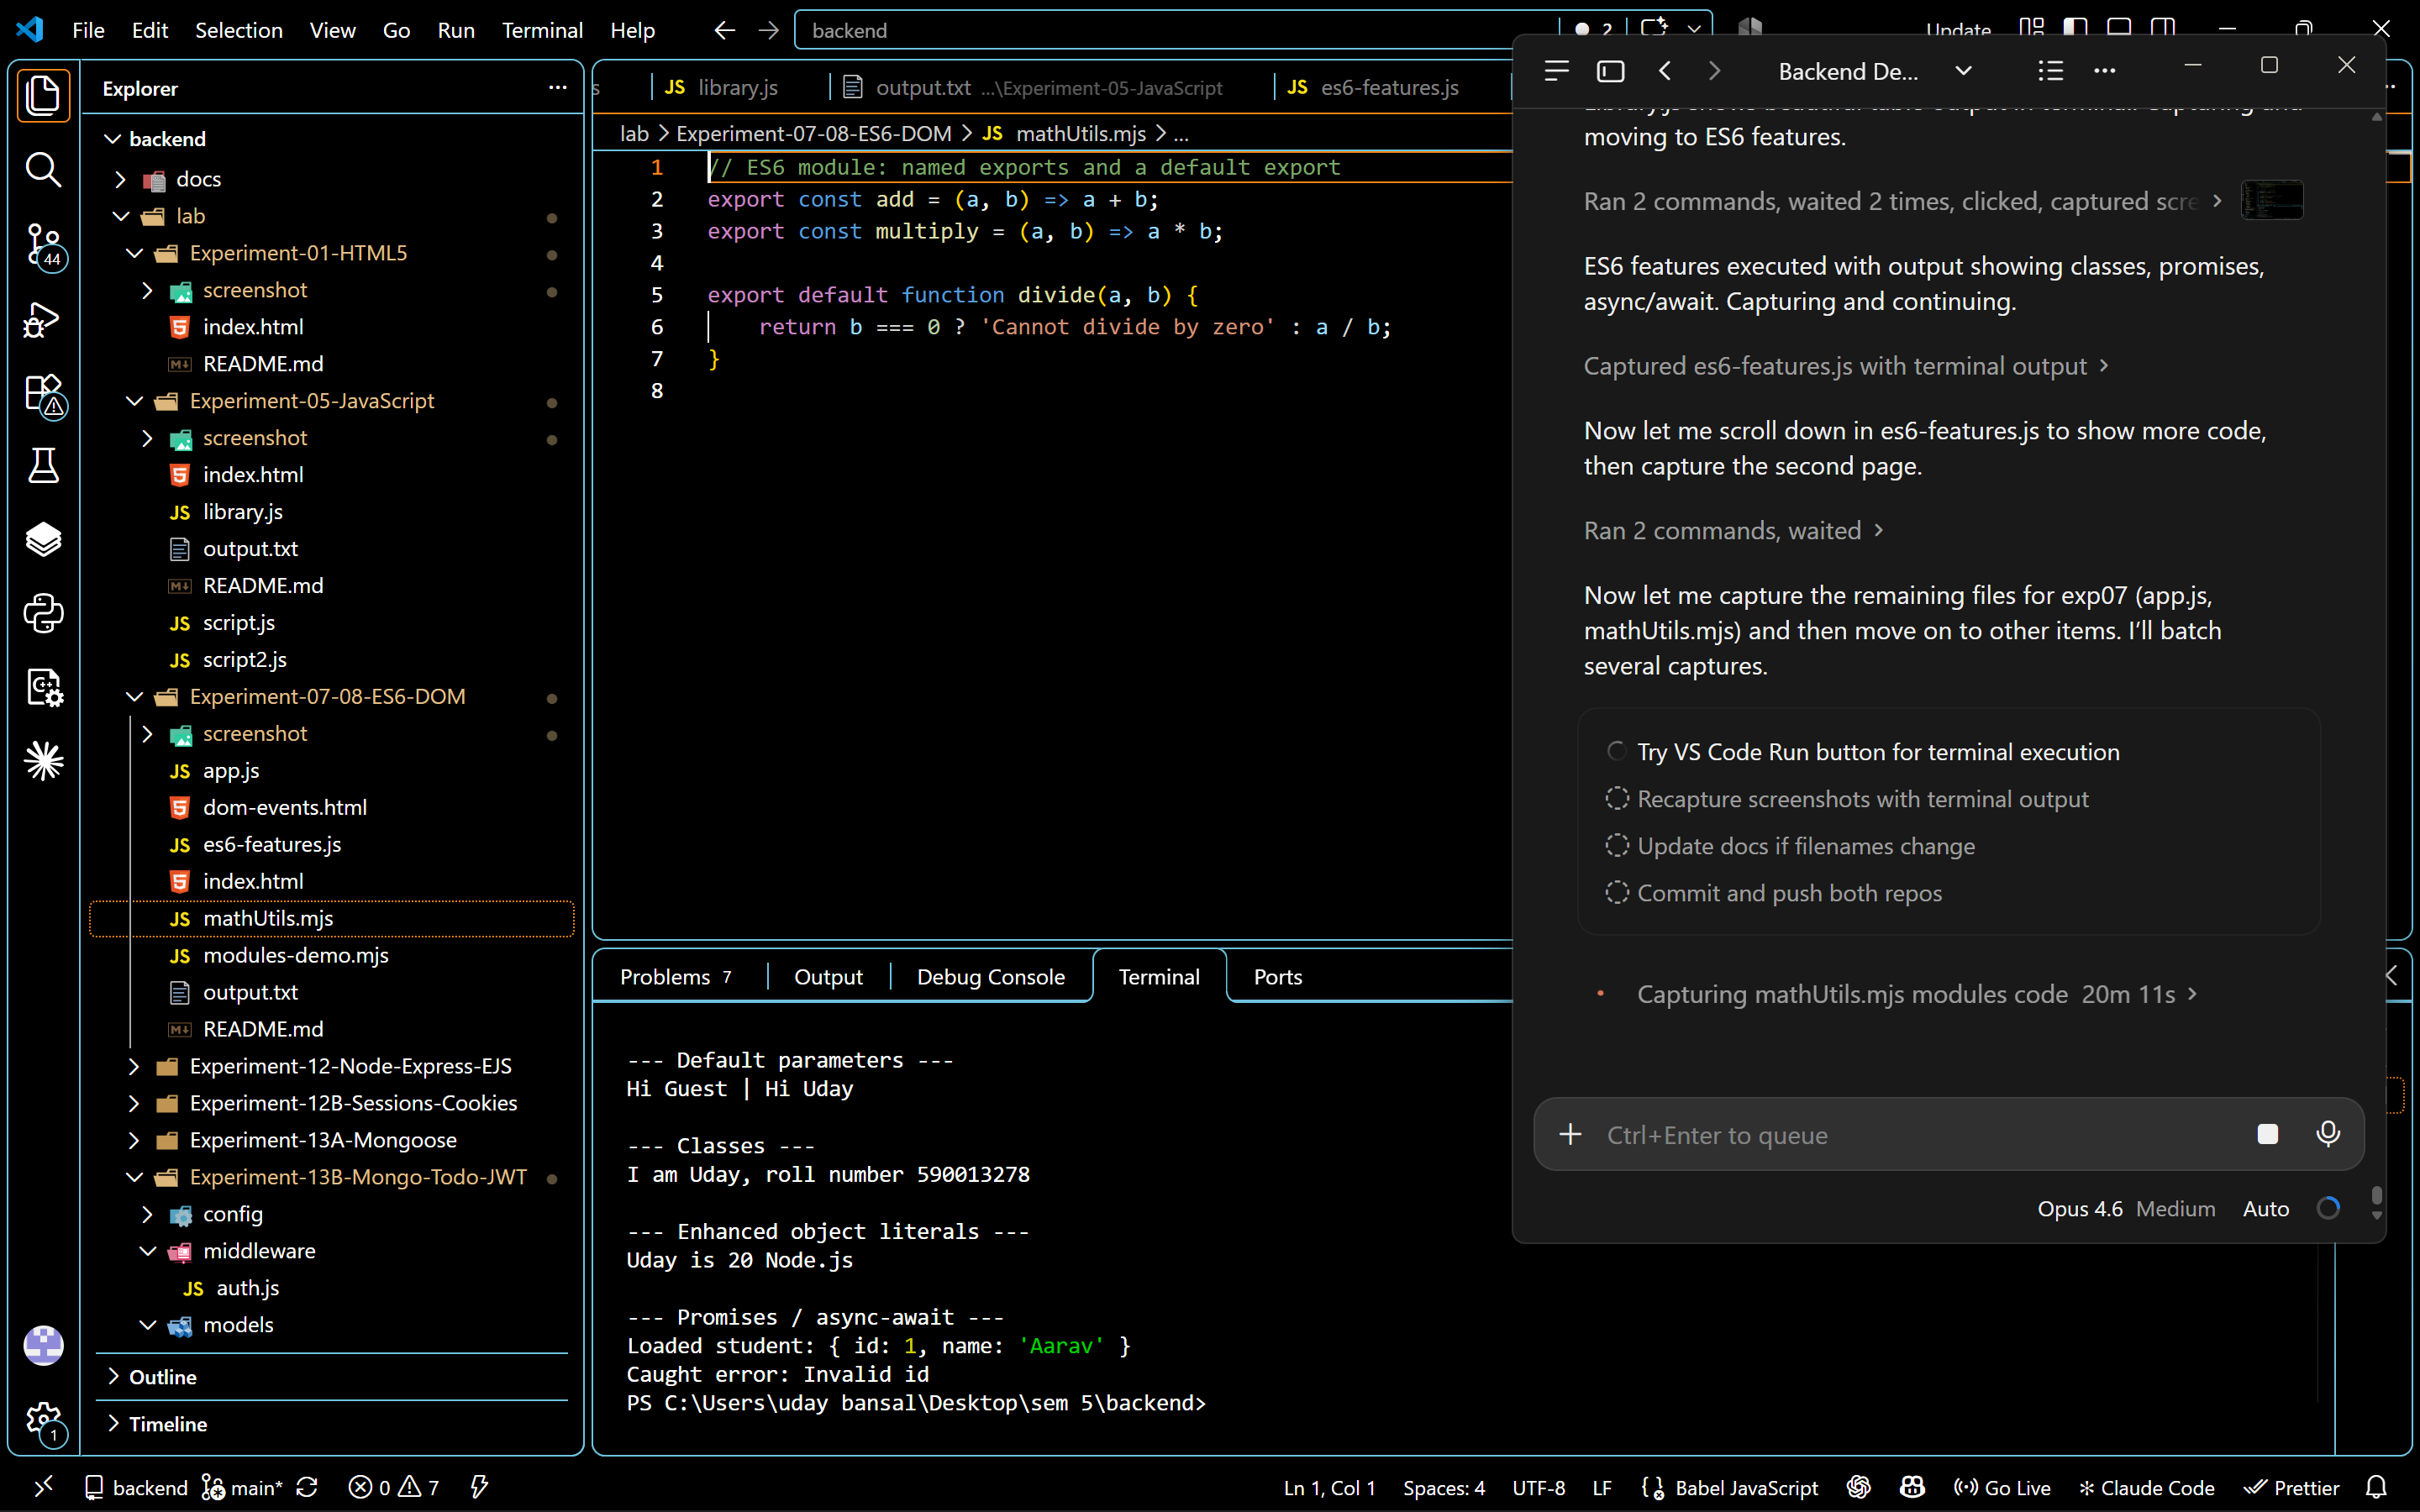 File Edit Selection View Go Run Terminal Help
backend
2
Update
Explorer
backend
docs
lab
Experiment-01-HTML5
screenshot
index.html
README.md
Experiment-05-JavaScript
screenshot
index.html
library.js
output.txt
README.md
script.js
script2.js
Experiment-07-08-ES6-DOM
screenshot
app.js
dom-events.html
es6-features.js
index.html
mathUtils.mjs
modules-demo.mjs
output.txt
README.md
Experiment-12-Node-Express-EJS
Experiment-12B-Sessions-Cookies
Experiment-13A-Mongoose
Experiment-13B-Mongo-Todo-JWT
config
middleware
auth.js
models
Outline
Timeline
44
1
s JS library.js output.txt ...\Experiment-05-JavaScript JS es6-features.js
lab > Experiment-07-08-ES6-DOM > JS mathUtils.mjs > ...
1 // ES6 module: named exports and a default export
2 export const add = (a, b) => a + b;
3 export const multiply = (a, b) => a * b;
4
5 export default function divide(a, b) {
6 return b === 0 ? 'Cannot divide by zero' : a / b;
7 }
8
Problems 7 Output Debug Console Terminal Ports
--- Default parameters ---
Hi Guest | Hi Uday
--- Classes ---
I am Uday, roll number 590013278
--- Enhanced object literals ---
Uday is 20 Node.js
--- Promises / async-await ---
Loaded student: { id: 1, name: 'Aarav' }
Caught error: Invalid id
PS C:\Users\uday bansal\Desktop\sem 5\backend>
Backend De...
moving to ES6 features.
Ran 2 commands, waited 2 times, clicked, captured scre
ES6 features executed with output showing classes, promises,
async/await. Capturing and continuing.
Captured es6-features.js with terminal output
Now let me scroll down in es6-features.js to show more code,
then capture the second page.
Ran 2 commands, waited
Now let me capture the remaining files for exp07 (app.js,
mathUtils.mjs) and then move on to other items. I'll batch
several captures.
Try VS Code Run button for terminal execution
Recapture screenshots with terminal output
Update docs if filenames change
Commit and push both repos
Capturing mathUtils.mjs modules code 20m 11s
Ctrl+Enter to queue
Opus 4.6 Medium Auto
backend main* 0 7
Ln 1, Col 1 Spaces: 4 UTF-8 LF Babel JavaScript Go Live Claude Code Prettier